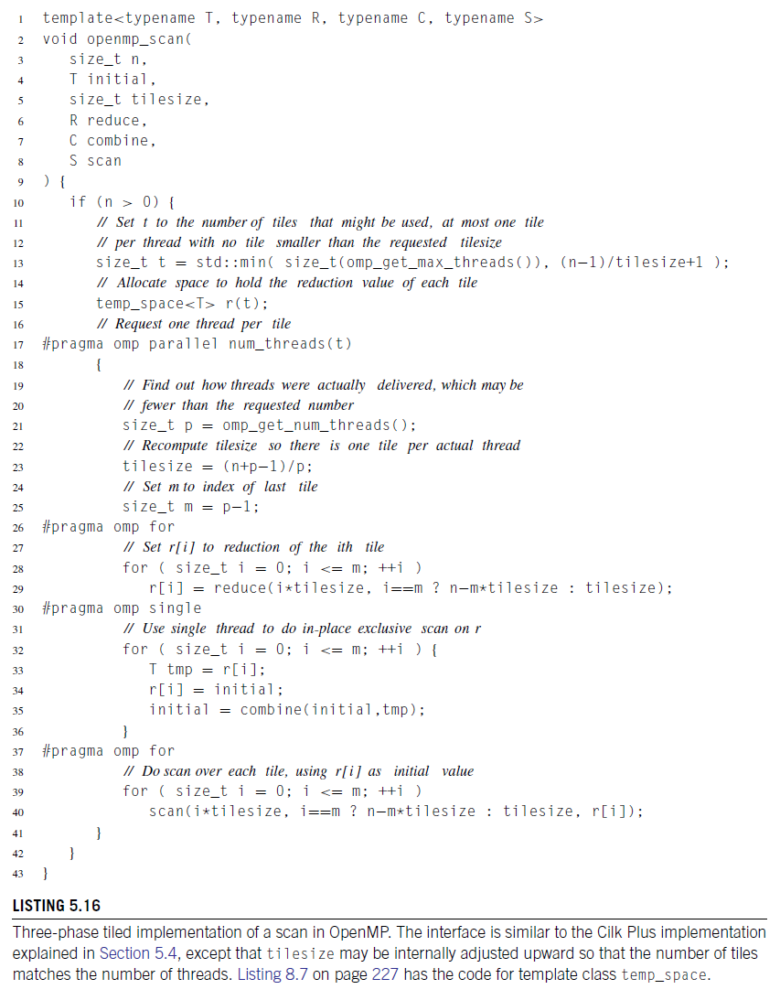 1 template<typename T, typename R, typename C, typename S>
2 void openmp_scan(
3 size_t n,
4 T initial,
5 size_t tilesize,
6 R reduce,
7 C combine,
8 S scan
9 ) {
10 if (n > 0) {
11 // Set t to the number of tiles that might be used, at most one tile
12 // per thread with no tile smaller than the requested tilesize
13 size_t t = std::min( size_t(omp_get_max_threads()), (n−1)/tilesize+1 );
14 // Allocate space to hold the reduction value of each tile
15 temp_space<T> r(t);
16 // Request one thread per tile
17 #pragma omp parallel num_threads(t)
18 {
19 // Find out how threads were actually delivered, which may be
20 // fewer than the requested number
21 size_t p = omp_get_num_threads();
22 // Recompute tilesize so there is one tile per actual thread
23 tilesize = (n+p−1)/p;
24 // Set m to index of last tile
25 size_t m = p−1;
26 #pragma omp for
27 // Set r[i] to reduction of the ith tile
28 for ( size_t i = 0; i <= m; ++i )
29 r[i] = reduce(i*tilesize, i==m ? n−m*tilesize : tilesize);
30 #pragma omp single
31 // Use single thread to do in-place exclusive scan on r
32 for ( size_t i = 0; i <= m; ++i ) {
33 T tmp = r[i];
34 r[i] = initial;
35 initial = combine(initial,tmp);
36 }
37 #pragma omp for
38 // Do scan over each tile, using r[i] as initial value
39 for ( size_t i = 0; i <= m; ++i )
40 scan(i*tilesize, i==m ? n−m*tilesize : tilesize, r[i]);
41 }
42 }
43 }
LISTING 5.16
Three-phase tiled implementation of a scan in OpenMP. The interface is similar to the Cilk Plus implementation
explained in Section 5.4, except that tilesize may be internally adjusted upward so that the number of tiles
matches the number of threads. Listing 8.7 on page 227 has the code for template class temp_space.